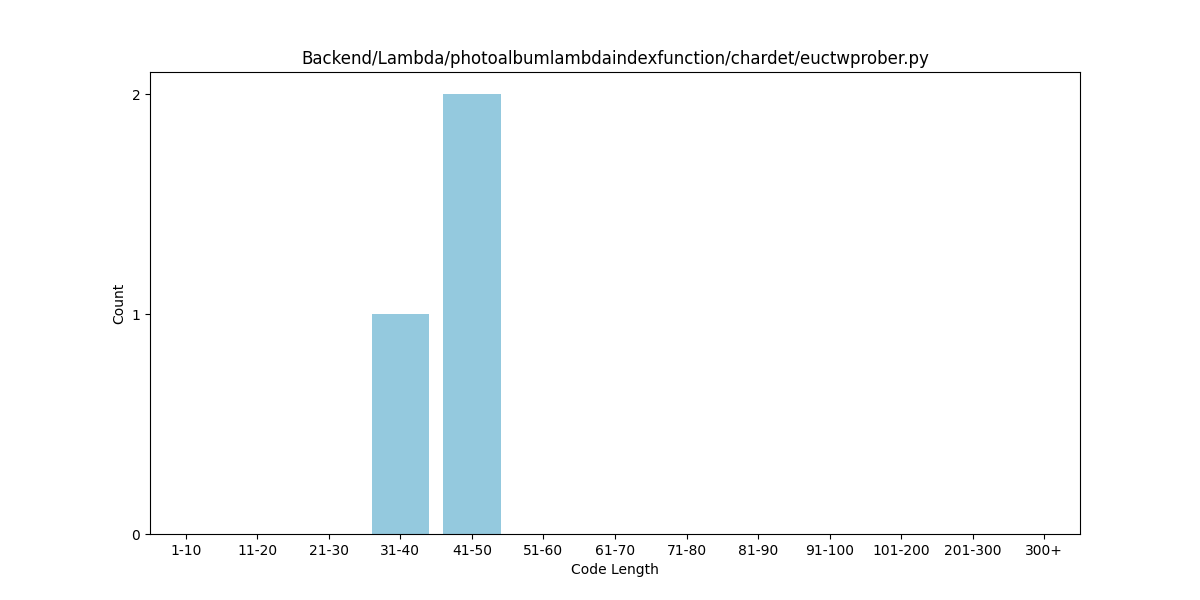 Backend/Lambda/photoalbumlambdaindexfunction/chardet/euctwprober.py
2
1
0
Count
1-10 11-20 21-30 31-40 41-50 51-60 61-70 71-80 81-90 91-100 101-200 201-300 300+
Code Length